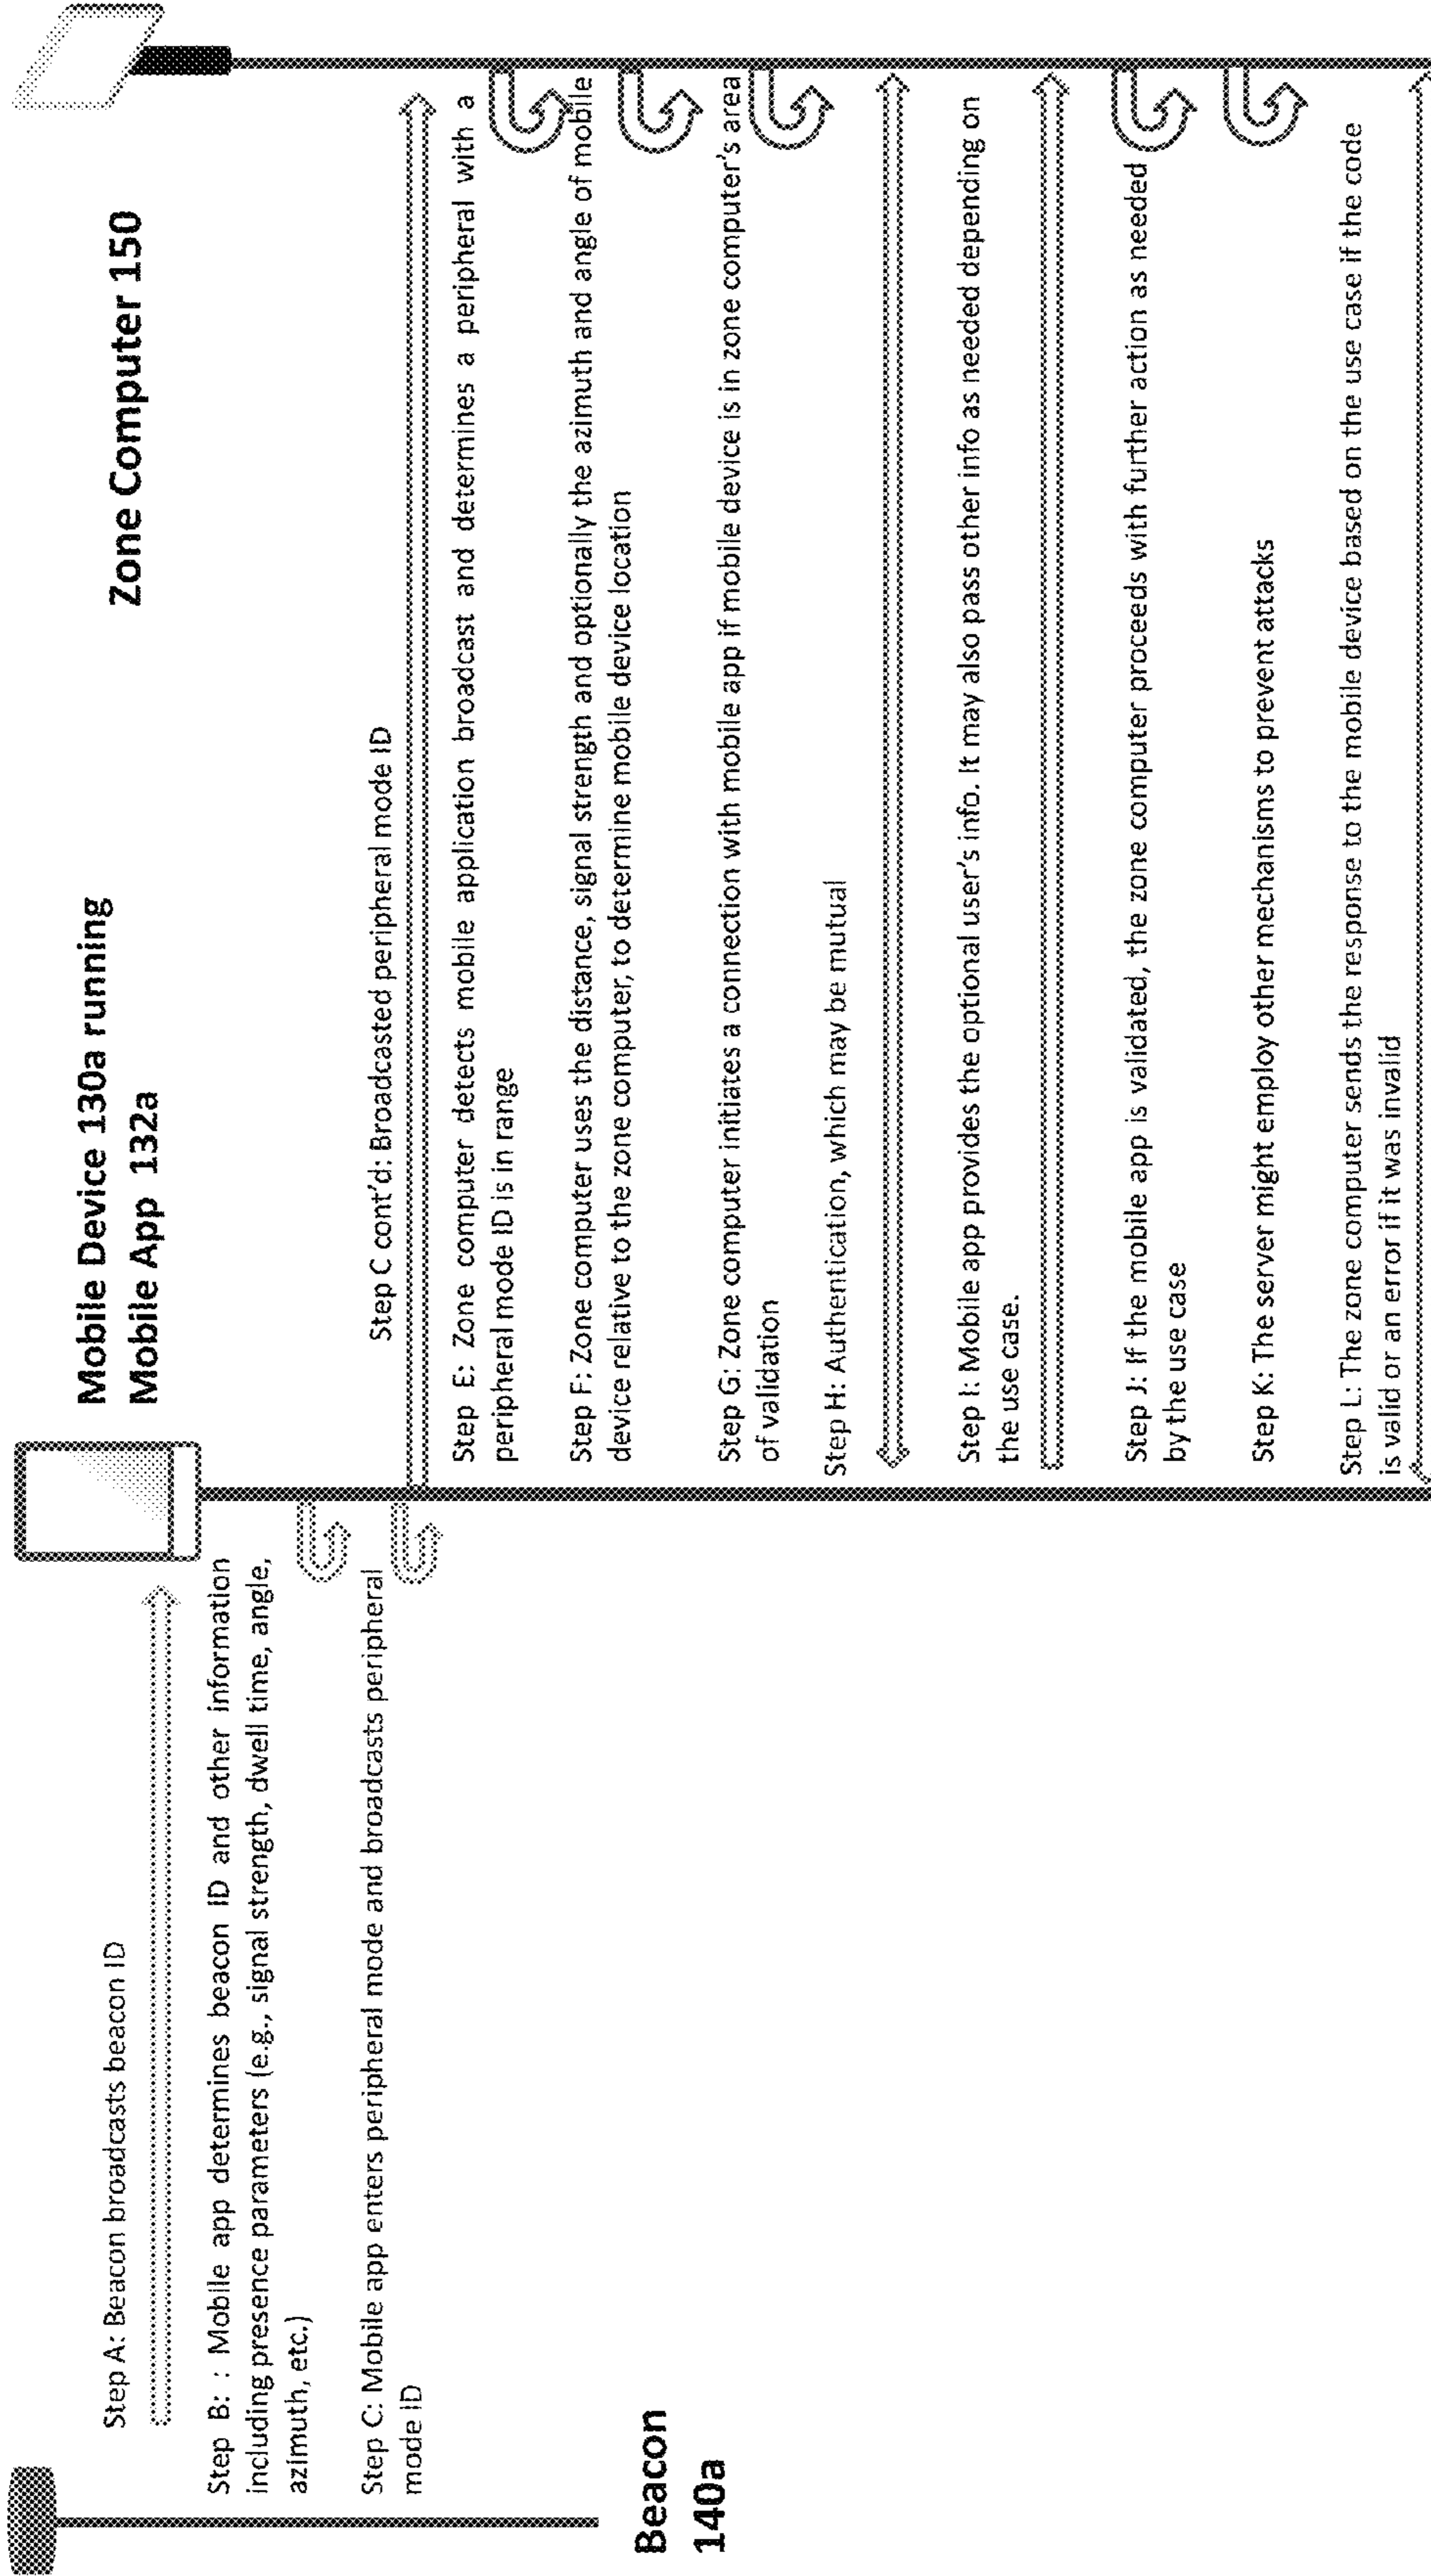 Mobile Device 130a running
Mobile App 132a
Zone Computer 150
Step A: Beacon broadcasts beacon ID
Step B: : Mobile app determines beacon ID and other information
including presence parameters (e.g., signal strength, dwell time, angle,
azimuth, etc.)
Step C: Mobile app enters peripheral mode and broadcasts peripheral
mode ID
Beacon
140a
Step C cont'd: Broadcasted peripheral mode ID
Step E: Zone computer detects mobile application broadcast and determines a peripheral with a
peripheral mode ID is in range
Step F: Zone computer uses the distance, signal strength and optionally the azimuth and angle of mobile
device relative to the zone computer, to determine mobile device location
Step G: Zone computer initiates a connection with mobile app if mobile device is in zone computer's area
of validation
Step H: Authentication, which may be mutual
Step I: Mobile app provides the optional user's info. It may also pass other info as needed depending on
the use case.
Step J: If the mobile app is validated, the zone computer proceeds with further action as needed
by the use case
Step K: The server might employ other mechanisms to prevent attacks
Step L: The zone computer sends the response to the mobile device based on the use case if the code
is valid or an error if it was invalid